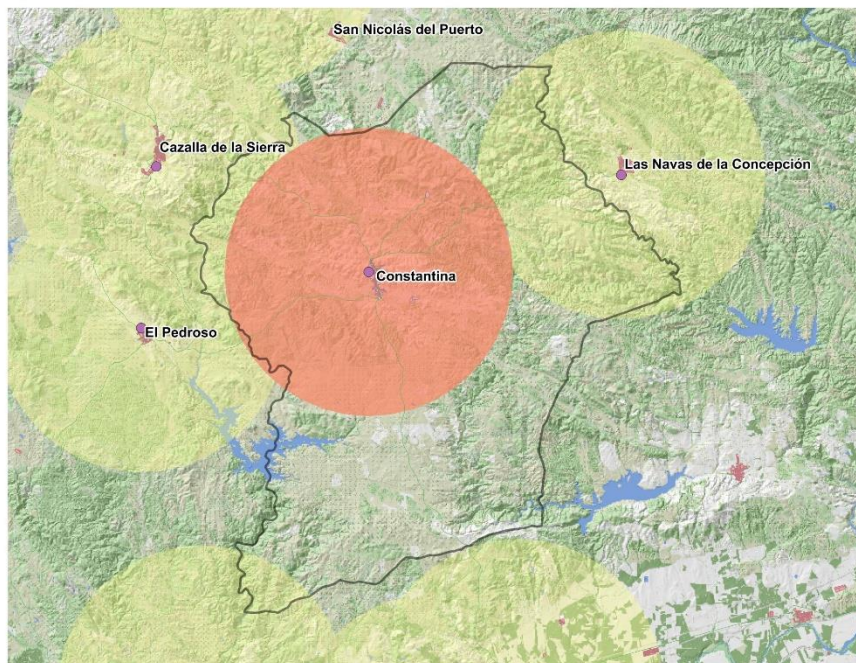 San Nicolás del Puerto
Cazalla de la Sierra
Las Navas de la Concepción
Constantina
El Pedroso